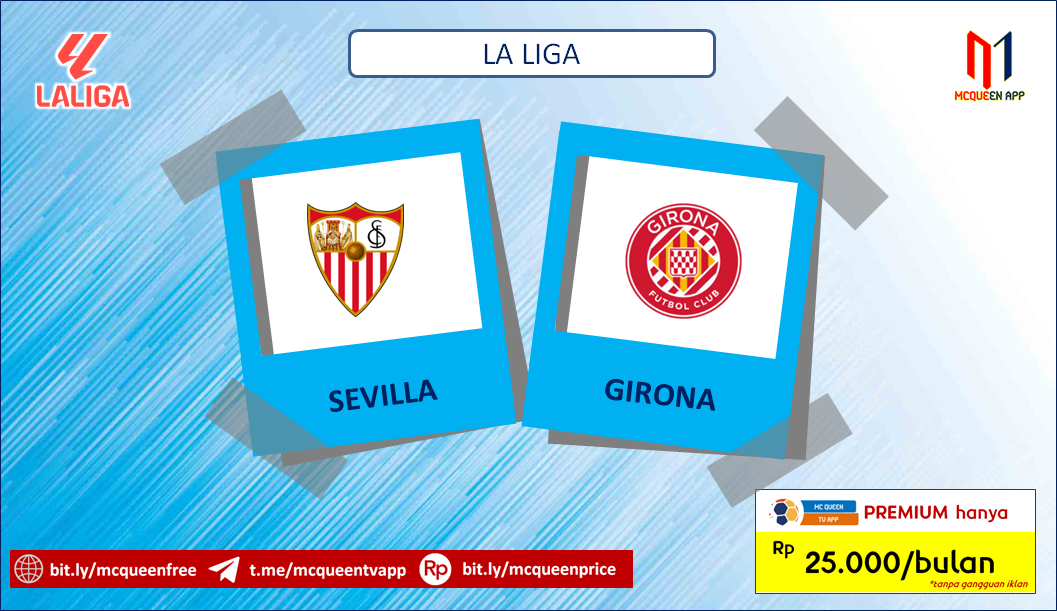 LA LIGA
LALIGA
MCQUEEN APP
GIRONA
FUTBOL CLUB
SEVILLA
GIRONA
MC QUEEN
TV APP
PREMIUM hanya
Rp 25.000/bulan
*tanpa gangguan iklan
bit.ly/mcqueenfree
t.me/mcqueentvapp
Rp
bit.ly/mcqueenprice